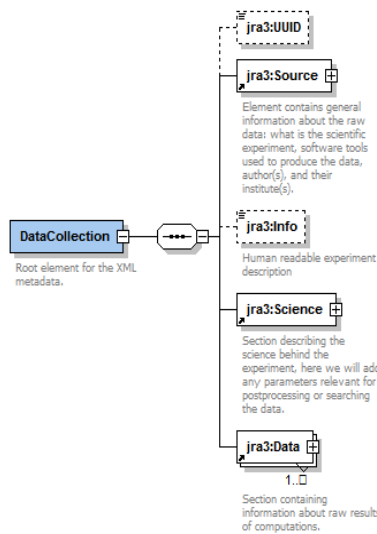 jra3:UUID
jra3:Source
Element contains general
information about the raw
data: what is the scientific
experiment, software tools
used to produce the data,
author(s), and their
institute(s).
DataCollection
Root element for the XML
metadata.
jra3:Info
Human readable experiment
description
jra3:Science
Section describing the
science behind the
experiment, here we will add
any parameters relevant for
postprocessing or searching
the data.
jra3:Data
1..□
Section containing
information about raw results
of computations.